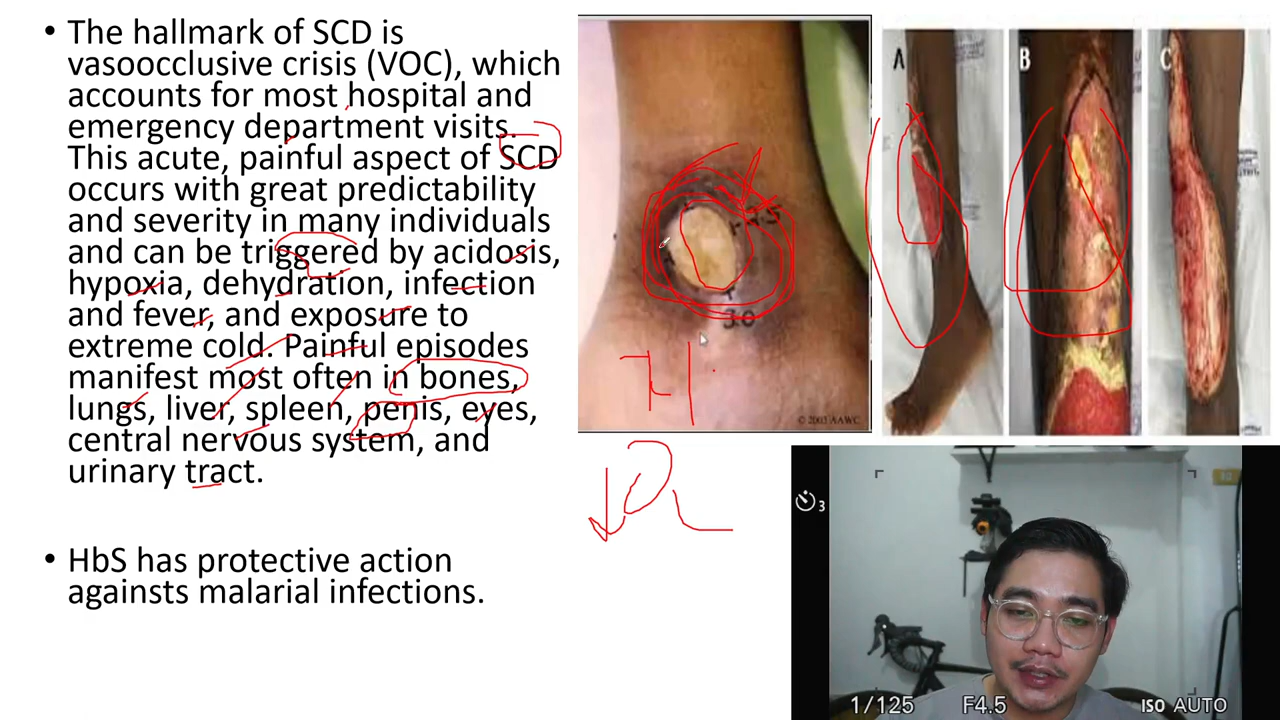 • The hallmark of SCD is
vasoocclusive crisis (VOC), which
accounts for most hospital and
emergency department visits.
This acute, painful aspect of SCD
occurs with great predictability
and severity in many individuals
and can be triggered by acidosis,
hypoxia, dehydration, infection
and fever, and exposure to
extreme cold. Painful episodes
manifest most often in bones,
lungs, liver, spleen, penis, eyes,
central nervous system, and
urinary tract.
• HbS has protective action
againsts malarial infections.
3.0
© 2003 AAWC
A
B
C
3
1/125 F4.5 ISO AUTO